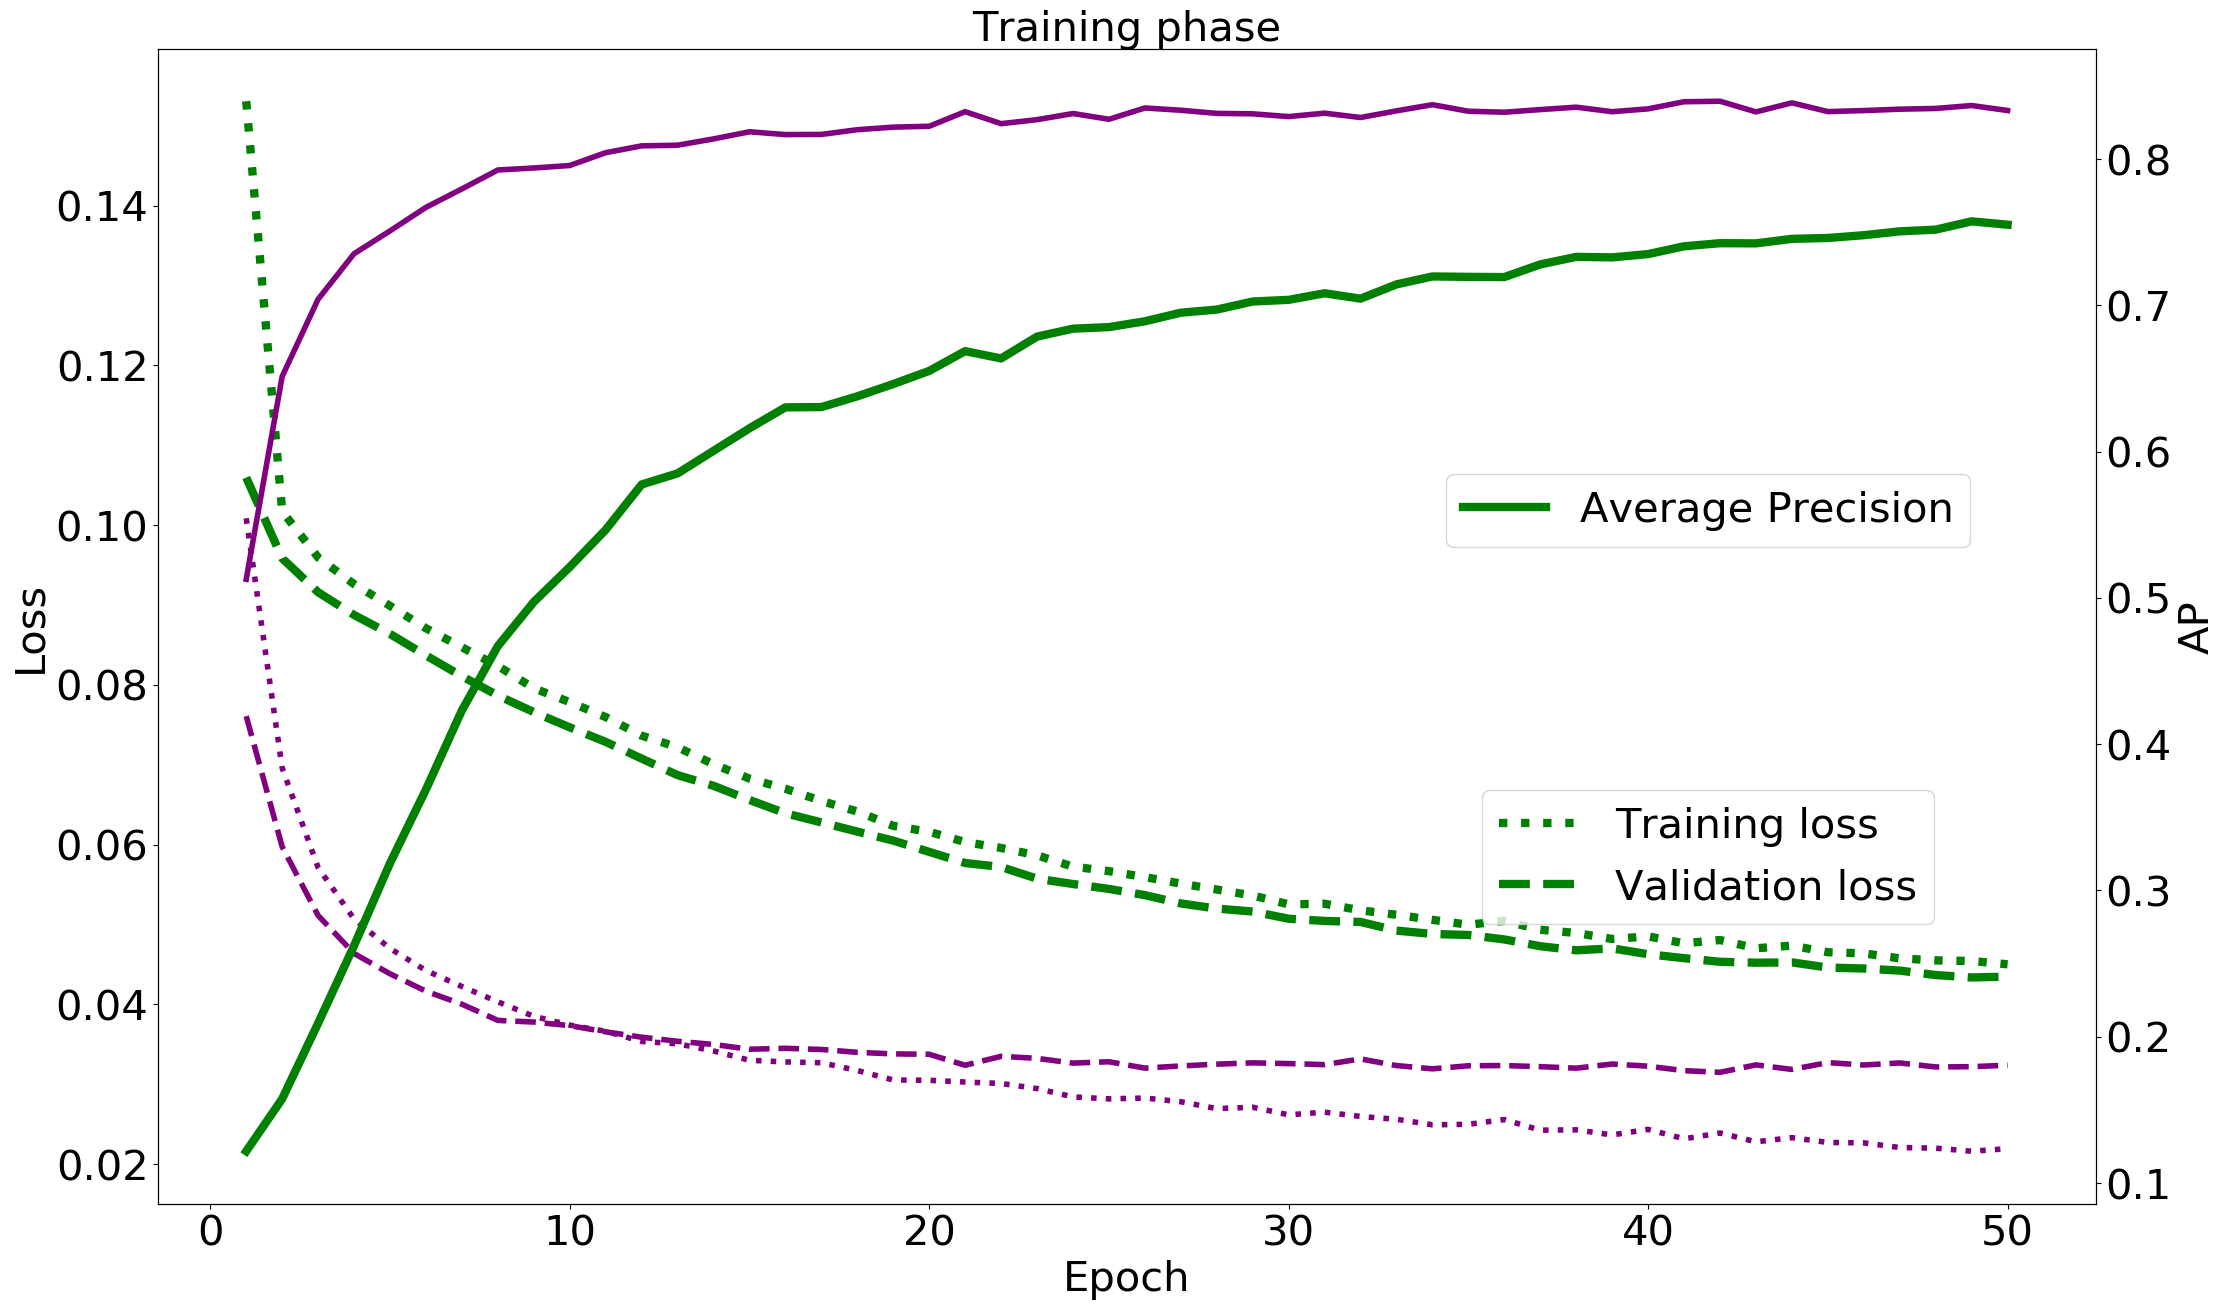 Training phase
0.14
0.12
0.10
0.08
0.06
0.04
0.02
Loss
0.8
0.7
0.6
0.5
0.4
0.3
0.2
0.1
AP
Average Precision
Training loss
Validation loss
0 10 20 30 40 50
Epoch